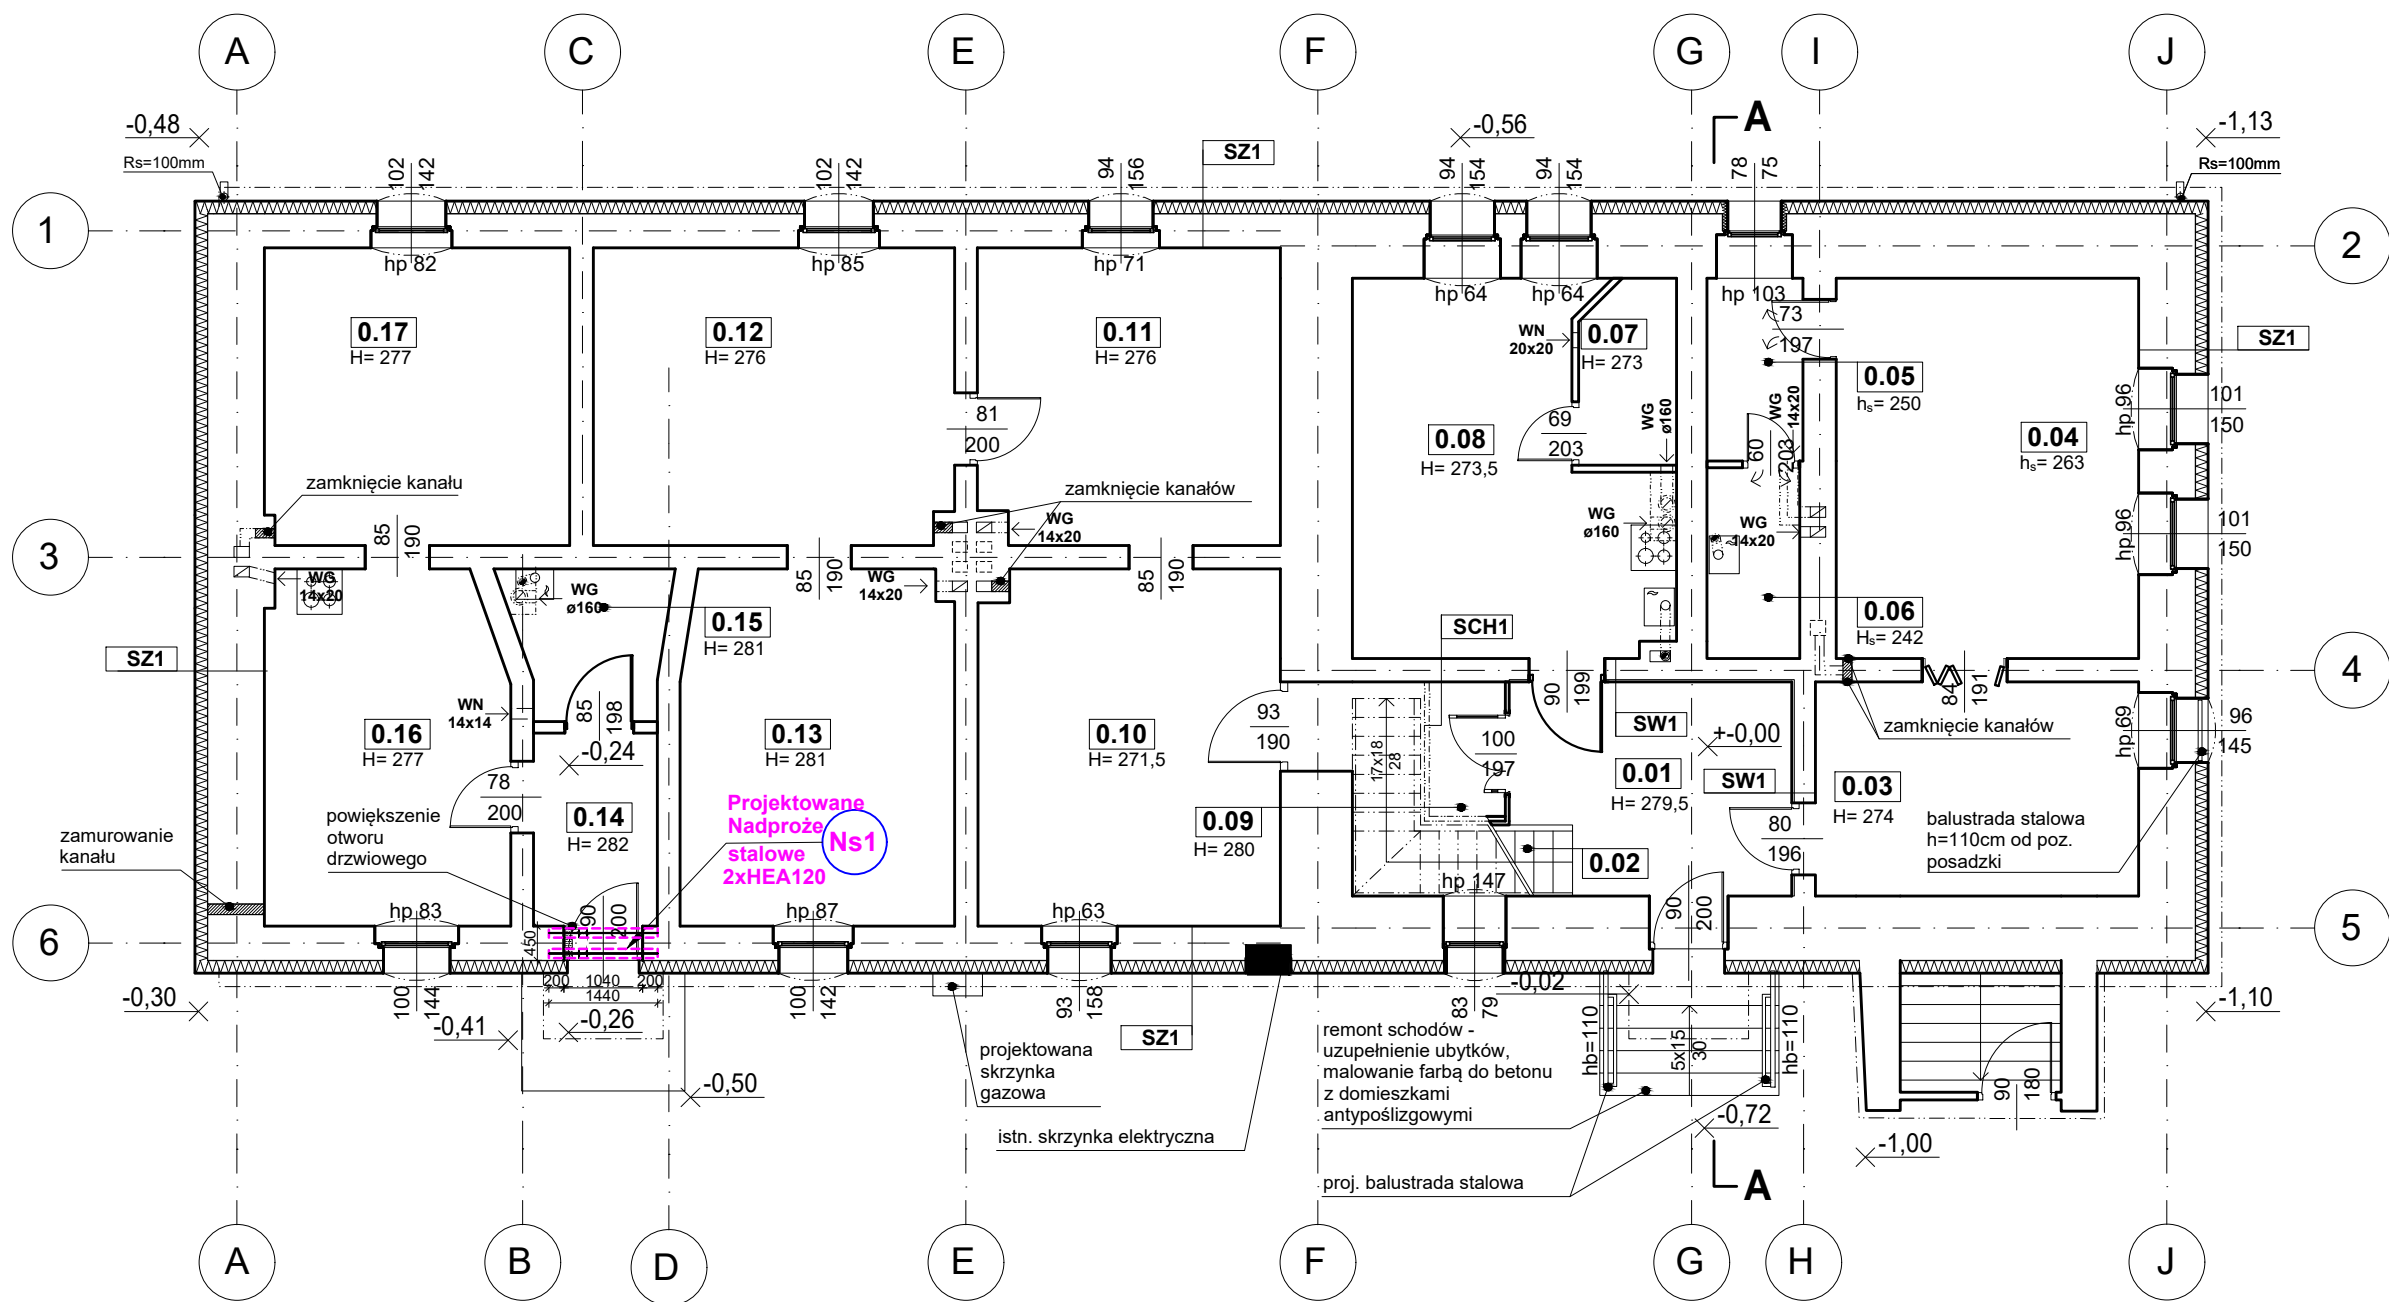 A
C
E
F
G
I
J
-0,48
Rs=100mm
102
142
102
142
94
156
SZ1
-0,56
94
154
94
154
A
78
75
-1,13
Rs=100mm
1
2
hp 82
hp 85
hp 71
hp 64
hp 64
hp 103
0.17
H= 277
0.12
H= 276
0.11
H= 276
WN
20x20
0.07
H= 273
73
197
SZ1
0.05
hₛ= 250
101
150
hp 96
81
200
0.08
H= 273,5
69
203
WG
ø160
WG
14x20
60
203
0.04
hₛ= 263
zamknięcie kanału
zamknięcie kanałów
3
85
190
WG
14x20
WG
14x20
85
190
WG
14x20
85
190
WG
ø160
WG
14x20
hp 96
101
150
WG
ø160
0.15
H= 281
SCH1
0.06
Hₛ= 242
SZ1
4
WN
14x14
85
198
90
199
84
191
0.16
H= 277
-0,24
0.13
H= 281
0.10
H= 271,5
93
190
17x18
28
100
197
SW1
+-0,00
zamknięcie kanałów
hp 69
96
145
0.01
H= 279,5
SW1
0.03
H= 274
78
200
powiększenie
otworu
drzwiowego
0.14
H= 282
Projektowane
Nadproże
stalowe
2xHEA120
Ns1
0.09
H= 280
80
196
balustrada stalowa
h=110cm od poz.
posadzki
zamurowanie
kanału
0.02
hp 147
6
hp 83
90
200
450
hp 87
hp 63
90
200
5
100
144
200
1040
200
1440
100
142
93
158
83
79
-0,02
-0,30
-0,41
-0,26
-0,50
SZ1
-1,10
projektowana
skrzynka
gazowa
istn. skrzynka elektryczna
remont schodów -
uzupełnienie ubytków,
malowanie farbą do betonu
z domieszkami
antypoślizgowymi
hb=110
5x15
30
hb=110
90
180
-0,72
-1,00
proj. balustrada stalowa
A
A
B
D
E
F
G
H
J